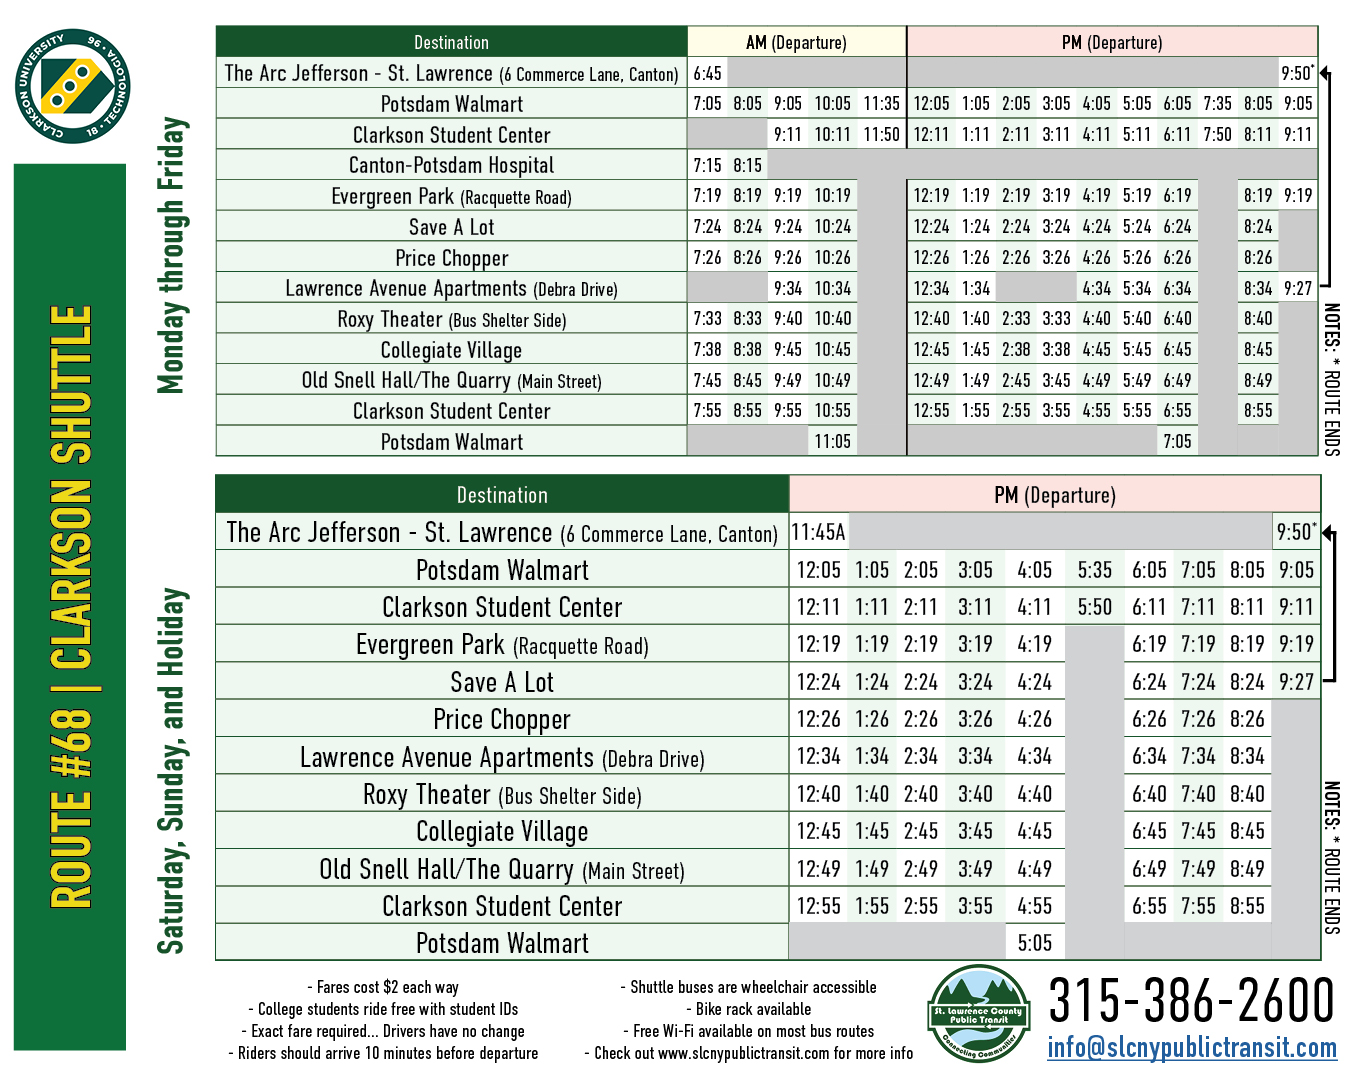 CLARKSON UNIVERSITY
18 • TECHNOLOGIA • 96
ROUTE #68 | CLARKSON SHUTTLE
Monday through Friday
Destination AM (Departure) PM (Departure)
The Arc Jefferson - St. Lawrence (6 Commerce Lane, Canton) 6:45 9:50*
Potsdam Walmart 7:05 8:05 9:05 10:05 11:35 12:05 1:05 2:05 3:05 4:05 5:05 6:05 7:35 8:05 9:05
Clarkson Student Center 9:11 10:11 11:50 12:11 1:11 2:11 3:11 4:11 5:11 6:11 7:50 8:11 9:11
Canton-Potsdam Hospital 7:15 8:15
Evergreen Park (Racquette Road) 7:19 8:19 9:19 10:19 12:19 1:19 2:19 3:19 4:19 5:19 6:19 8:19 9:19
Save A Lot 7:24 8:24 9:24 10:24 12:24 1:24 2:24 3:24 4:24 5:24 6:24 8:24
Price Chopper 7:26 8:26 9:26 10:26 12:26 1:26 2:26 3:26 4:26 5:26 6:26 8:26
Lawrence Avenue Apartments (Debra Drive) 9:34 10:34 12:34 1:34 4:34 5:34 6:34 8:34 9:27
Roxy Theater (Bus Shelter Side) 7:33 8:33 9:40 10:40 12:40 1:40 2:33 3:33 4:40 5:40 6:40 8:40
Collegiate Village 7:38 8:38 9:45 10:45 12:45 1:45 2:38 3:38 4:45 5:45 6:45 8:45
Old Snell Hall/The Quarry (Main Street) 7:45 8:45 9:49 10:49 12:49 1:49 2:45 3:45 4:49 5:49 6:49 8:49
Clarkson Student Center 7:55 8:55 9:55 10:55 12:55 1:55 2:55 3:55 4:55 5:55 6:55 8:55
Potsdam Walmart 11:05 7:05
NOTES: * ROUTE ENDS
Saturday, Sunday, and Holiday
Destination PM (Departure)
The Arc Jefferson - St. Lawrence (6 Commerce Lane, Canton) 11:45A 9:50*
Potsdam Walmart 12:05 1:05 2:05 3:05 4:05 5:35 6:05 7:05 8:05 9:05
Clarkson Student Center 12:11 1:11 2:11 3:11 4:11 5:50 6:11 7:11 8:11 9:11
Evergreen Park (Racquette Road) 12:19 1:19 2:19 3:19 4:19 6:19 7:19 8:19 9:19
Save A Lot 12:24 1:24 2:24 3:24 4:24 6:24 7:24 8:24 9:27
Price Chopper 12:26 1:26 2:26 3:26 4:26 6:26 7:26 8:26
Lawrence Avenue Apartments (Debra Drive) 12:34 1:34 2:34 3:34 4:34 6:34 7:34 8:34
Roxy Theater (Bus Shelter Side) 12:40 1:40 2:40 3:40 4:40 6:40 7:40 8:40
Collegiate Village 12:45 1:45 2:45 3:45 4:45 6:45 7:45 8:45
Old Snell Hall/The Quarry (Main Street) 12:49 1:49 2:49 3:49 4:49 6:49 7:49 8:49
Clarkson Student Center 12:55 1:55 2:55 3:55 4:55 6:55 7:55 8:55
Potsdam Walmart 5:05
NOTES: * ROUTE ENDS
- Fares cost $2 each way
- College students ride free with student IDs
- Exact fare required... Drivers have no change
- Riders should arrive 10 minutes before departure
- Shuttle buses are wheelchair accessible
- Bike rack available
- Free Wi-Fi available on most bus routes
- Check out www.slcnypublictransit.com for more info
St. Lawrence County
Public Transit
Connecting Communities
315-386-2600
info@slcnypublictransit.com